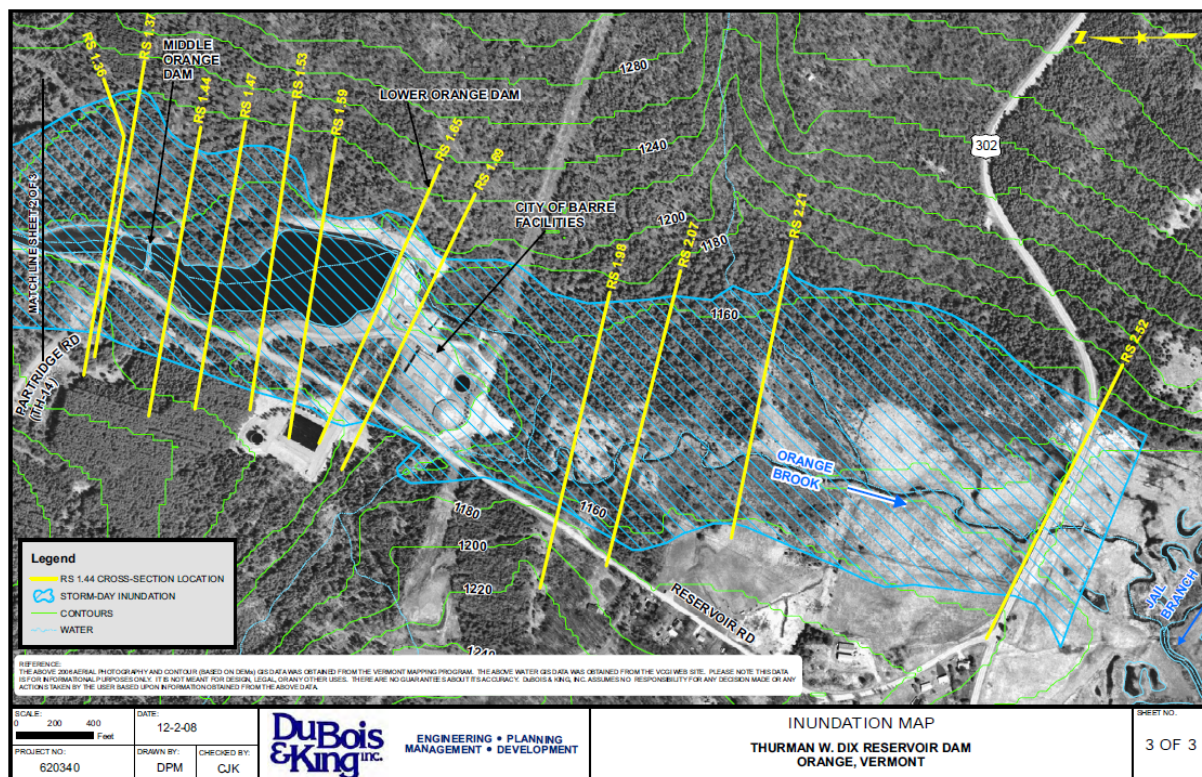 RS 1.36
RS 1.37
MIDDLE
ORANGE
DAM
RS 1.44
RS 1.47
RS 1.53
RS 1.59
LOWER ORANGE DAM
RS 1.65
RS 1.69
CITY OF BARRE
FACILITIES
1280
1240
1200
1180
302
Z
MATCH LINE SHEET 2 OF 3
PARTRIDGE RD
(TH-14)
RS 1.98
RS 2.07
RS 2.21
1160
RS 2.52
ORANGE
BROOK
1180
1160
1200
1220
1240
RESERVOIR RD
JAIL
BRANCH
Legend
RS 1.44 CROSS-SECTION LOCATION
STORM-DAY INUNDATION
CONTOURS
WATER
REFERENCE:
THE ABOVE 2006 AERIAL PHOTOGRAPHY AND CONTOUR (BASED ON DEMs) GIS DATA WAS OBTAINED FROM THE VERMONT MAPPING PROGRAM. THE ABOVE WATER GIS DATA WAS OBTAINED FROM THE VCGI WEB SITE. PLEASE NOTE THIS DATA
IS FOR INFORMATIONAL PURPOSES ONLY. IT IS NOT MEANT FOR DESIGN, LEGAL, OR ANY OTHER USES. THERE ARE NO GUARANTEES ABOUT ITS ACCURACY. DuBOIS & KING, INC. ASSUMES NO RESPONSIBILITY FOR ANY DECISION MADE OR ANY
ACTIONS TAKEN BY THE USER BASED UPON INFORMATION OBTAINED FROM THE ABOVE DATA.
SCALE:
0 200 400
Feet
DATE:
12-2-08
PROJECT NO:
620340
DRAWN BY:
DPM
CHECKED BY:
CJK
DuBois
& King inc.
ENGINEERING • PLANNING
MANAGEMENT • DEVELOPMENT
INUNDATION MAP
THURMAN W. DIX RESERVOIR DAM
ORANGE, VERMONT
SHEET NO.
3 OF 3